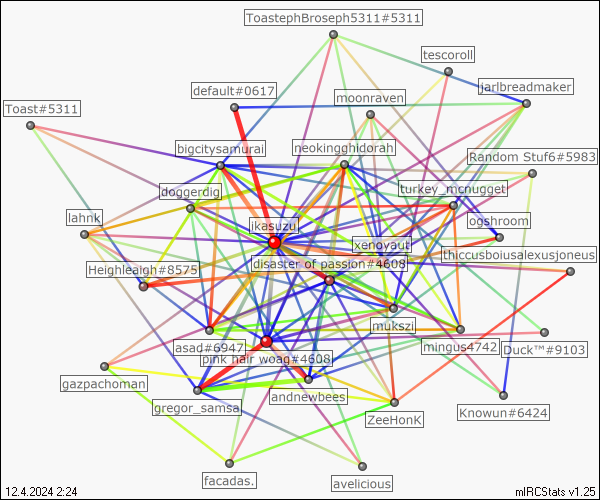 ToastephBroseph5311#5311
tescoroll
default#0617
jarlbreadmaker
moonraven
Toast#5311
bigcitysamurai
neokingghidorah
Random Stuf6#5983
doggerdig
turkey_mcnugget
lahnk
ikasuzu
ogshroom
xenoyaut
thiccusboiusalexusjoneus
Heighleaigh#8575
disaster of passion#4608
mukszi
asad#6947
mingus4742
Duck™#9103
pink hair woag#4608
gazpachoman
andnewbees
gregor_samsa
Knowun#6424
ZeeHonK
facadas.
avelicious
12.4.2024 2:24
mIRCStats v1.25